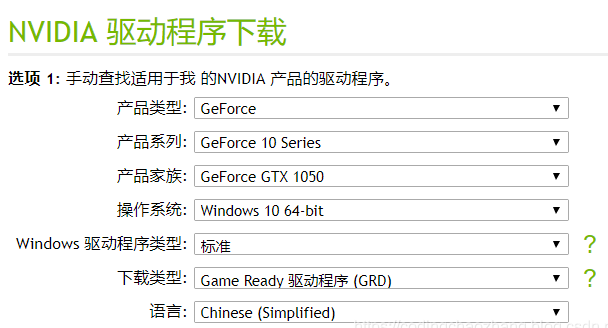 NVIDIA 驱动程序下载
选项 1: 手动查找适用于我 的NVIDIA 产品的驱动程序。
产品类型: GeForce
产品系列: GeForce 10 Series
产品家族: GeForce GTX 1050
操作系统: Windows 10 64-bit
Windows 驱动程序类型: 标准 ?
下载类型: Game Ready 驱动程序 (GRD) ?
语言: Chinese (Simplified)